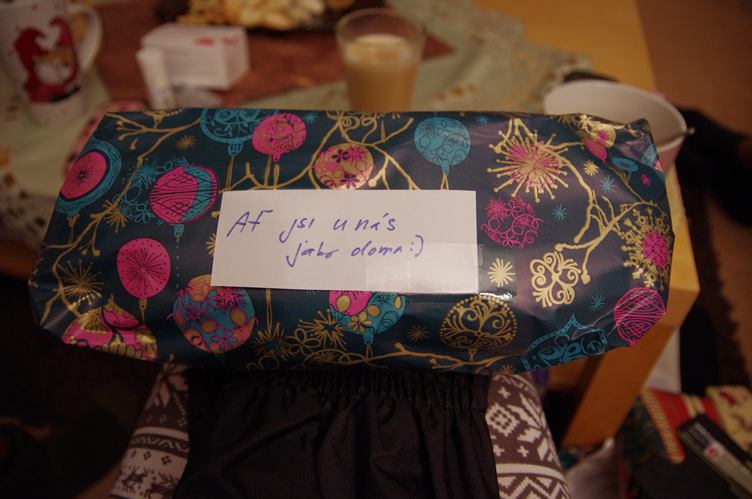 Ať jsi u nás
jako doma:)